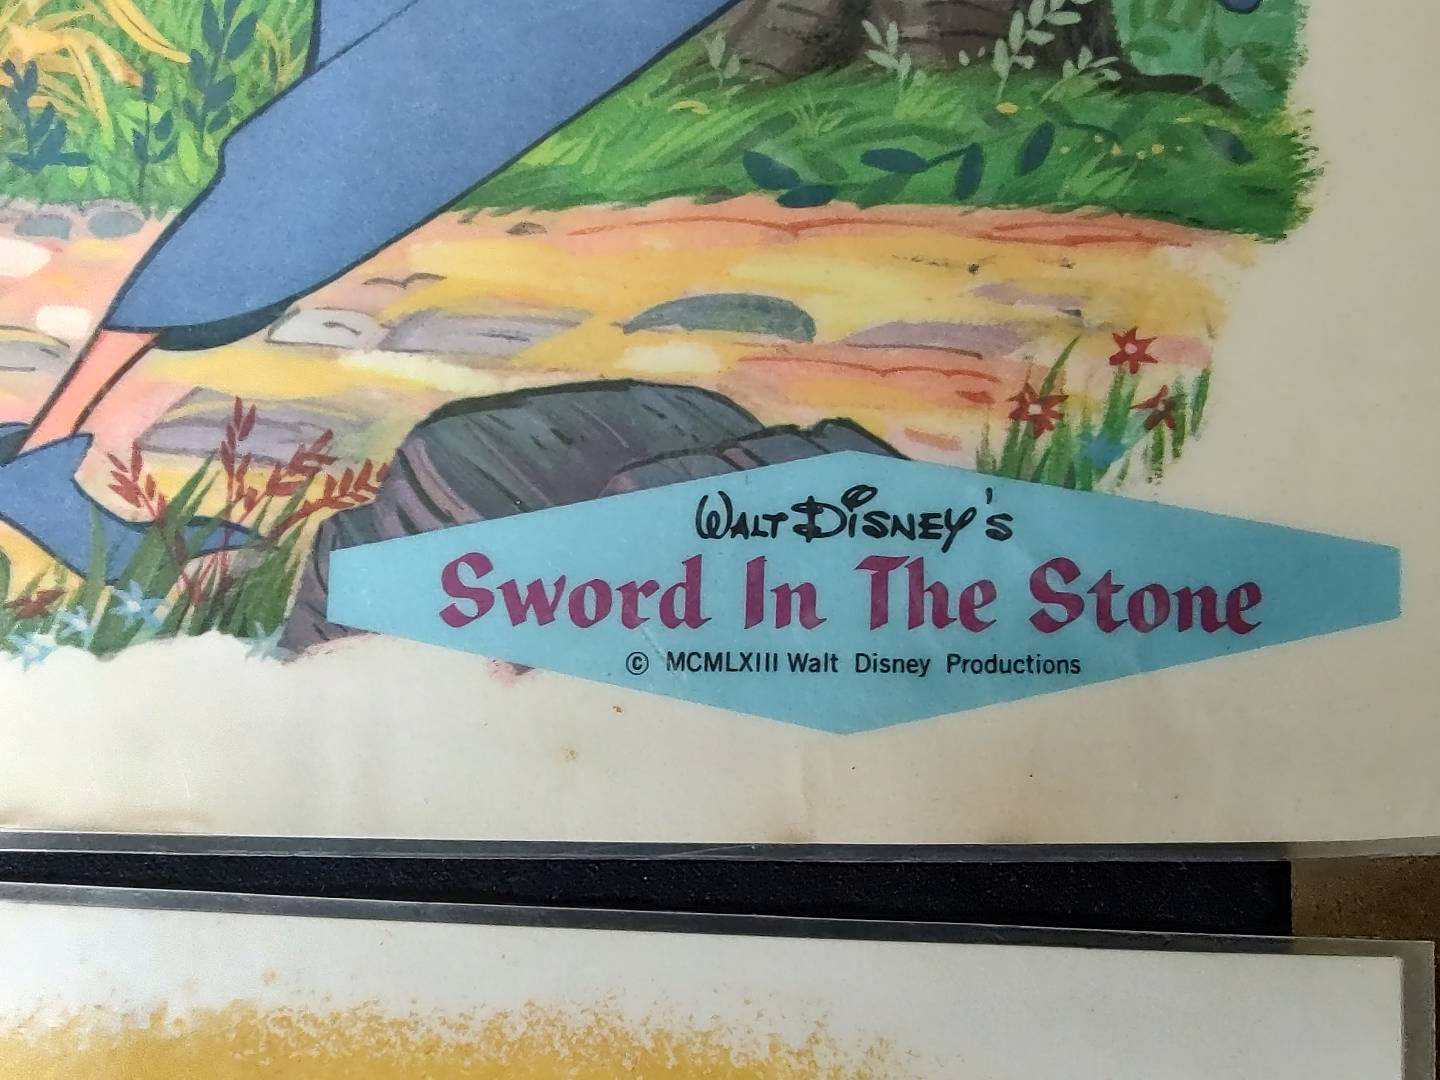 Walt Disney's
Sword In The Stone
© MCMLXIII Walt Disney Productions